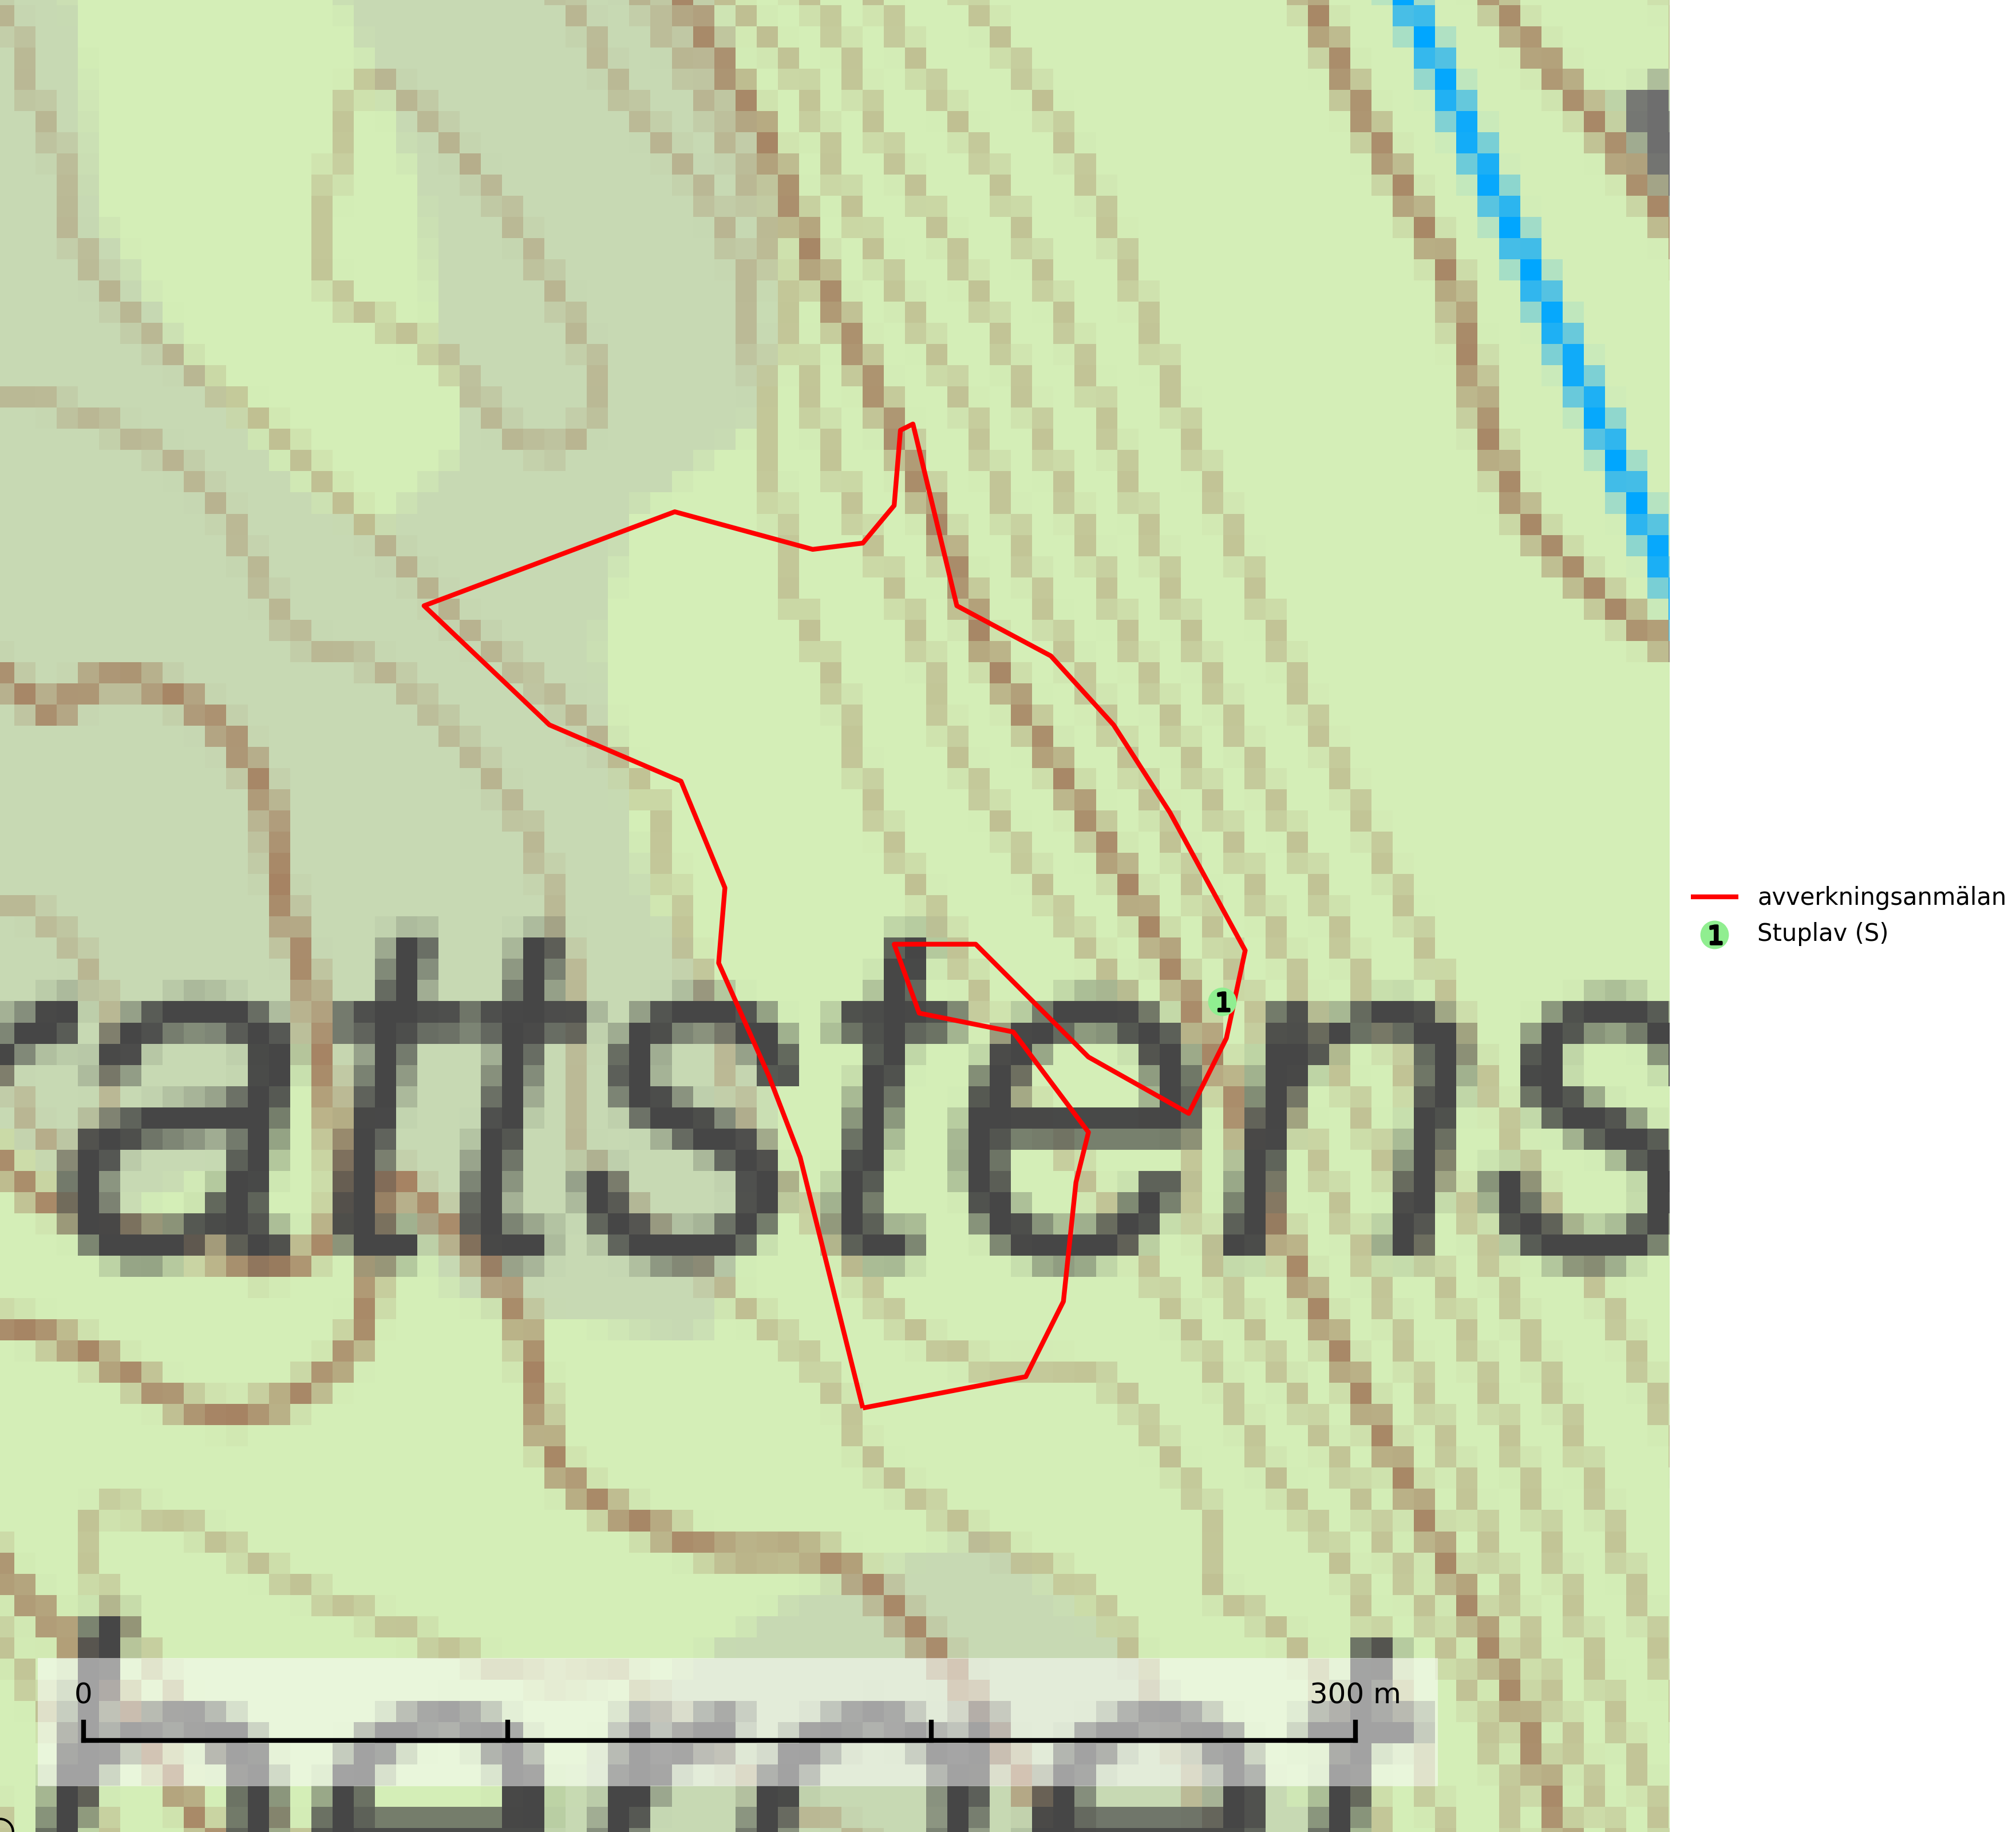 rattstens
1
avverkningsanmälan
1 Stuplav (S)
0 300 m